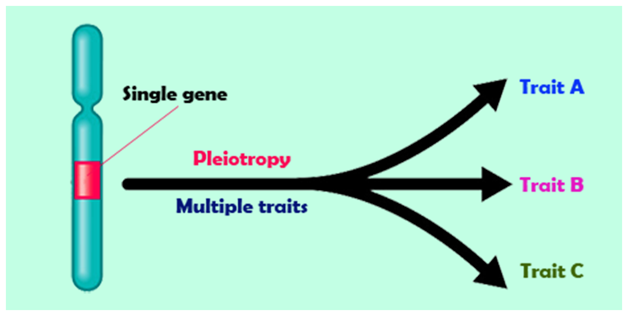 Single gene
Pleiotropy
Multiple traits
Trait A
Trait B
Trait C